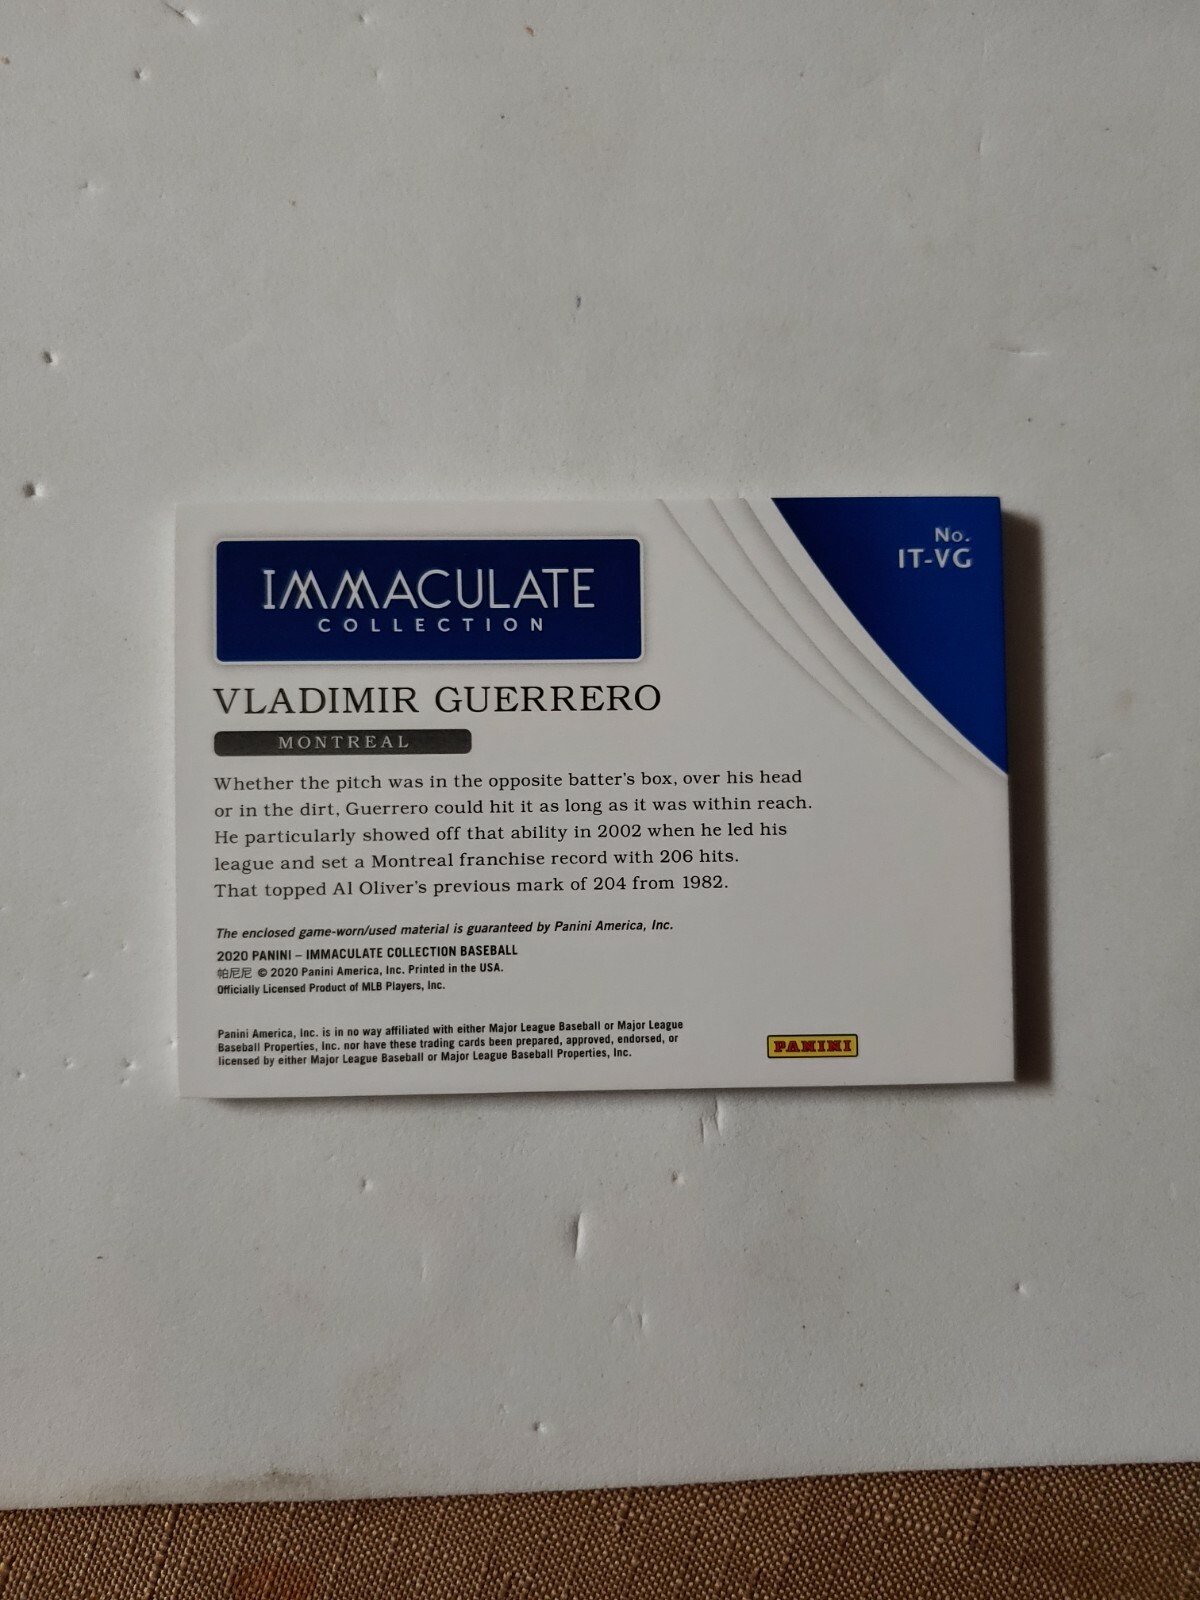 No.
IT-VG
IMMACULATE
COLLECTION
VLADIMIR GUERRERO
MONTREAL
Whether the pitch was in the opposite batter's box, over his head
or in the dirt, Guerrero could hit it as long as it was within reach.
He particularly showed off that ability in 2002 when he led his
league and set a Montreal franchise record with 206 hits.
That topped Al Oliver's previous mark of 204 from 1982.
The enclosed game-worn/used material is guaranteed by Panini America, Inc.
2020 PANINI – IMMACULATE COLLECTION BASEBALL
帕尼尼 © 2020 Panini America, Inc. Printed in the USA.
Officially Licensed Product of MLB Players, Inc.
Panini America, Inc. is in no way affiliated with either Major League Baseball or Major League
Baseball Properties, Inc. nor have these trading cards been prepared, approved, endorsed, or
licensed by either Major League Baseball or Major League Baseball Properties, Inc.
PANINI